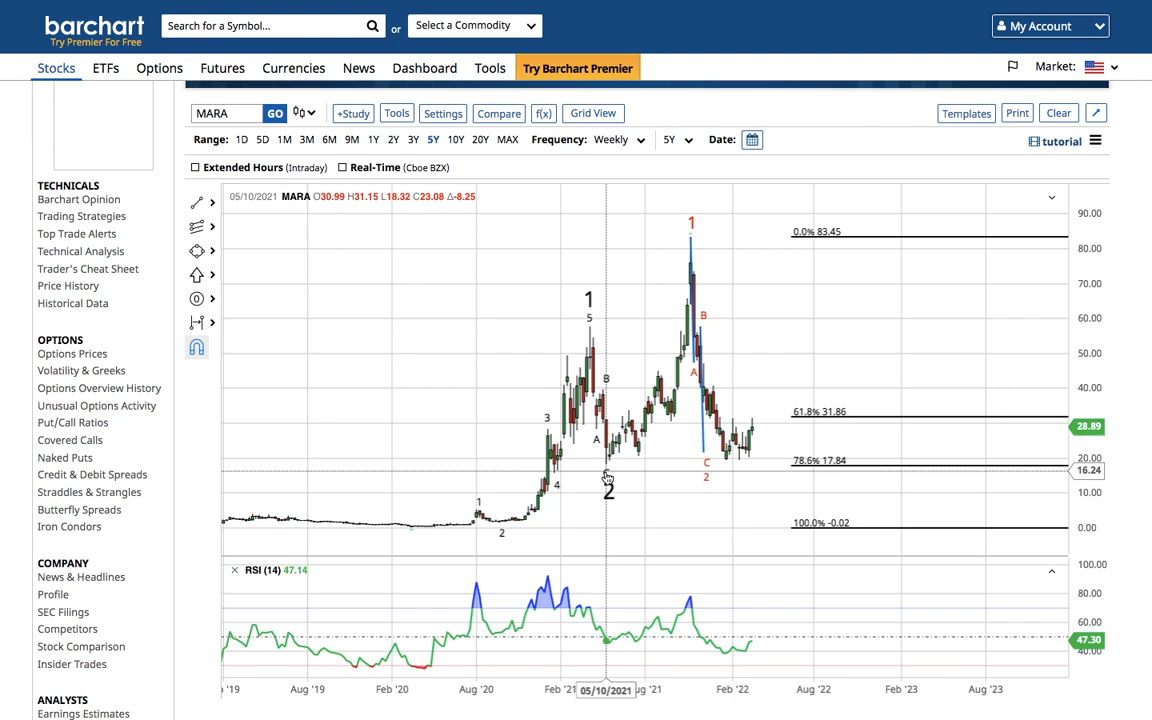 barchart
Try Premier For Free
Search for a Symbol...
or
Select a Commodity
My Account
Stocks ETFs Options Futures Currencies News Dashboard Tools Try Barchart Premier
Market:
MARA GO +Study Tools Settings Compare f(x) Grid View Templates Print Clear
Range: 1D 5D 1M 3M 6M 9M 1Y 2Y 3Y 5Y 10Y 20Y MAX Frequency: Weekly 5Y Date:
tutorial
Extended Hours (Intraday) Real-Time (Cboe BZX)
05/10/2021 MARA O30.99 H31.15 L18.32 C23.08 Δ-8.25
TECHNICALS
Barchart Opinion
Trading Strategies
Top Trade Alerts
Technical Analysis
Trader's Cheat Sheet
Price History
Historical Data
OPTIONS
Options Prices
Volatility & Greeks
Options Overview History
Unusual Options Activity
Put/Call Ratios
Covered Calls
Naked Puts
Credit & Debit Spreads
Straddles & Strangles
Butterfly Spreads
Iron Condors
COMPANY
News & Headlines
Profile
SEC Filings
Competitors
Stock Comparison
Insider Trades
ANALYSTS
Earnings Estimates
1
2
3
4
1
5
A
B
2
1
A
B
C
2
0.0% 83.45
61.8% 31.86
78.6% 17.84
100.0% -0.02
90.00
80.00
70.00
60.00
50.00
40.00
28.89
20.00
16.24
10.00
0.00
RSI (14) 47.14
100.00
80.00
60.00
47.30
40.00
'19 Aug '19 Feb '20 Aug '20 Feb '21 05/10/2021 ug '21 Feb '22 Aug '22 Feb '23 Aug '23